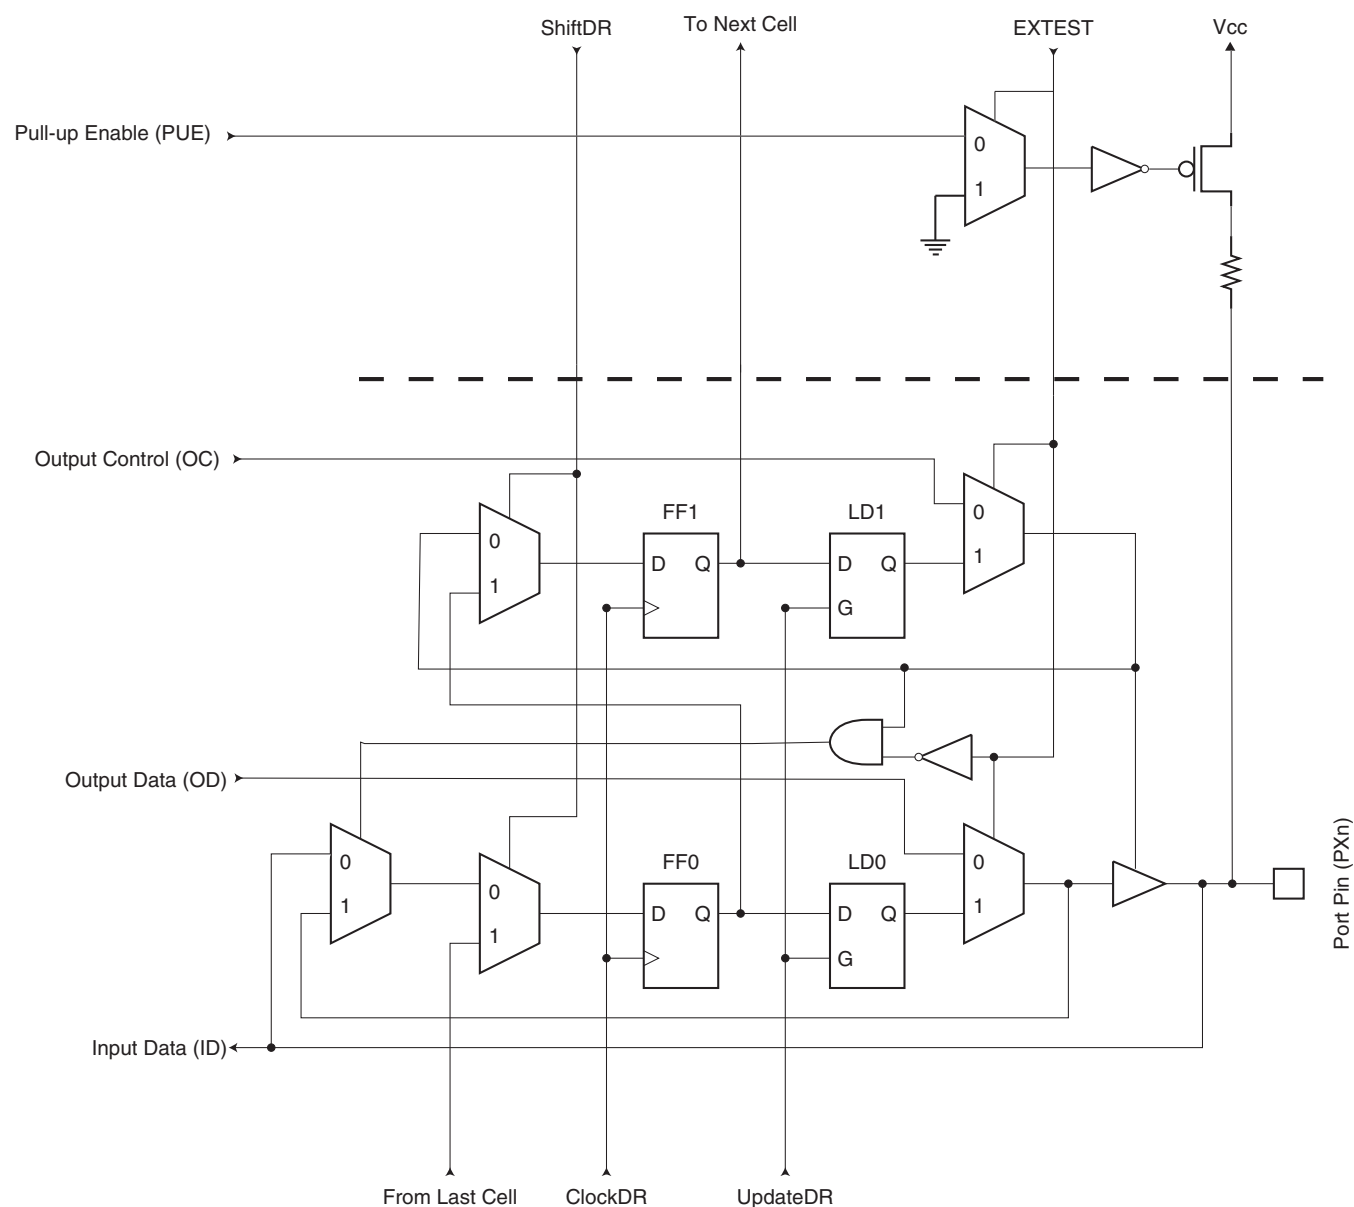 ShiftDR
To Next Cell
EXTEST
Vcc
Pull-up Enable (PUE)
0
1
Output Control (OC)
0
1
FF1
D Q
LD1
D Q
G
0
1
Output Data (OD)
0
1
0
1
FF0
D Q
LD0
D Q
G
0
1
Port Pin (PXn)
Input Data (ID)
From Last Cell
ClockDR
UpdateDR